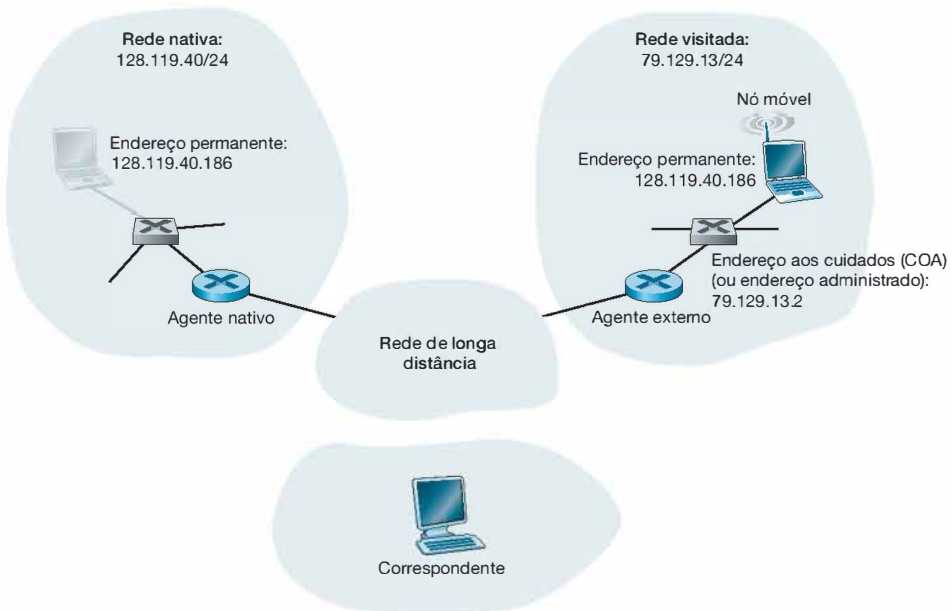 Rede nativa:
128.119.40/24
Endereço permanente:
128.119.40.186
Agente nativo
Rede visitada:
79.129.13/24
Nó móvel
Endereço permanente:
128.119.40.186
Endereço aos cuidados (COA)
(ou endereço administrado):
79.129.13.2
Agente externo
Rede de longa
distância
Correspondente